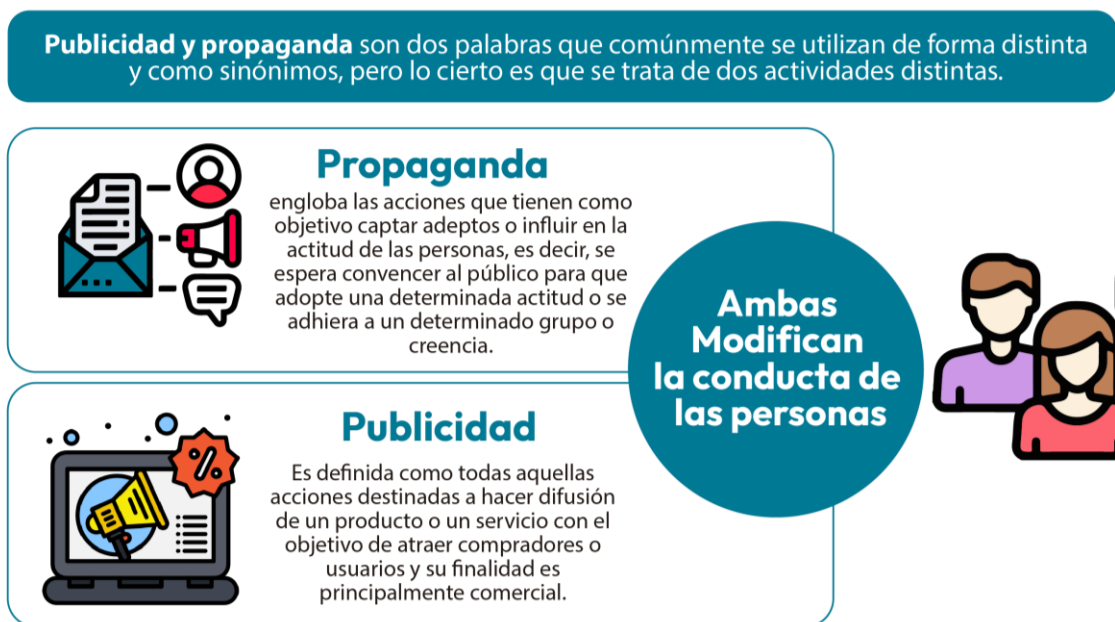 Publicidad y propaganda son dos palabras que comúnmente se utilizan de forma distinta
y como sinónimos, pero lo cierto es que se trata de dos actividades distintas.
Propaganda
engloba las acciones que tienen como
objetivo captar adeptos o influir en la
actitud de las personas, es decir, se
espera convencer al público para que
adopte una determinada actitud o se
adhiera a un determinado grupo o
creencia.
Publicidad
Es definida como todas aquellas
acciones destinadas a hacer difusión
de un producto o un servicio con el
objetivo de atraer compradores o
usuarios y su finalidad es
principalmente comercial.
Ambas
Modifican
la conducta de
las personas